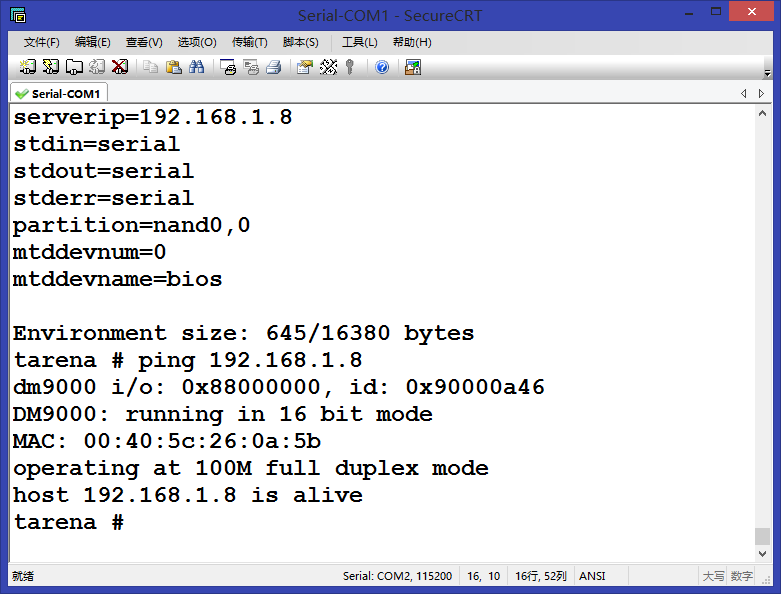 Serial-COM1 - SecureCRT
文件(F) 编辑(E) 查看(V) 选项(O) 传输(T) 脚本(S) 工具(L) 帮助(H)
Serial-COM1
serverip=192.168.1.8
stdin=serial
stdout=serial
stderr=serial
partition=nand0,0
mtddevnum=0
mtddevname=bios
Environment size: 645/16380 bytes
tarena # ping 192.168.1.8
dm9000 i/o: 0x88000000, id: 0x90000a46
DM9000: running in 16 bit mode
MAC: 00:40:5c:26:0a:5b
operating at 100M full duplex mode
host 192.168.1.8 is alive
tarena #
就绪 Serial: COM2, 115200 16, 10 16行, 52列 ANSI 大写 数字